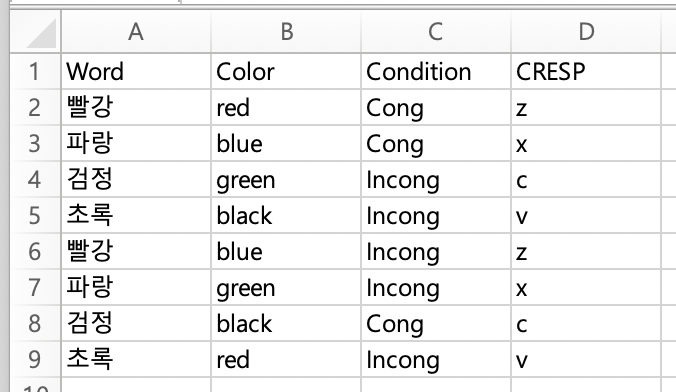 A B C D
1 Word Color Condition CRESP
2 빨강 red Cong z
3 파랑 blue Cong x
4 검정 green Incong c
5 초록 black Incong v
6 빨강 blue Incong z
7 파랑 green Incong x
8 검정 black Cong c
9 초록 red Incong v
10